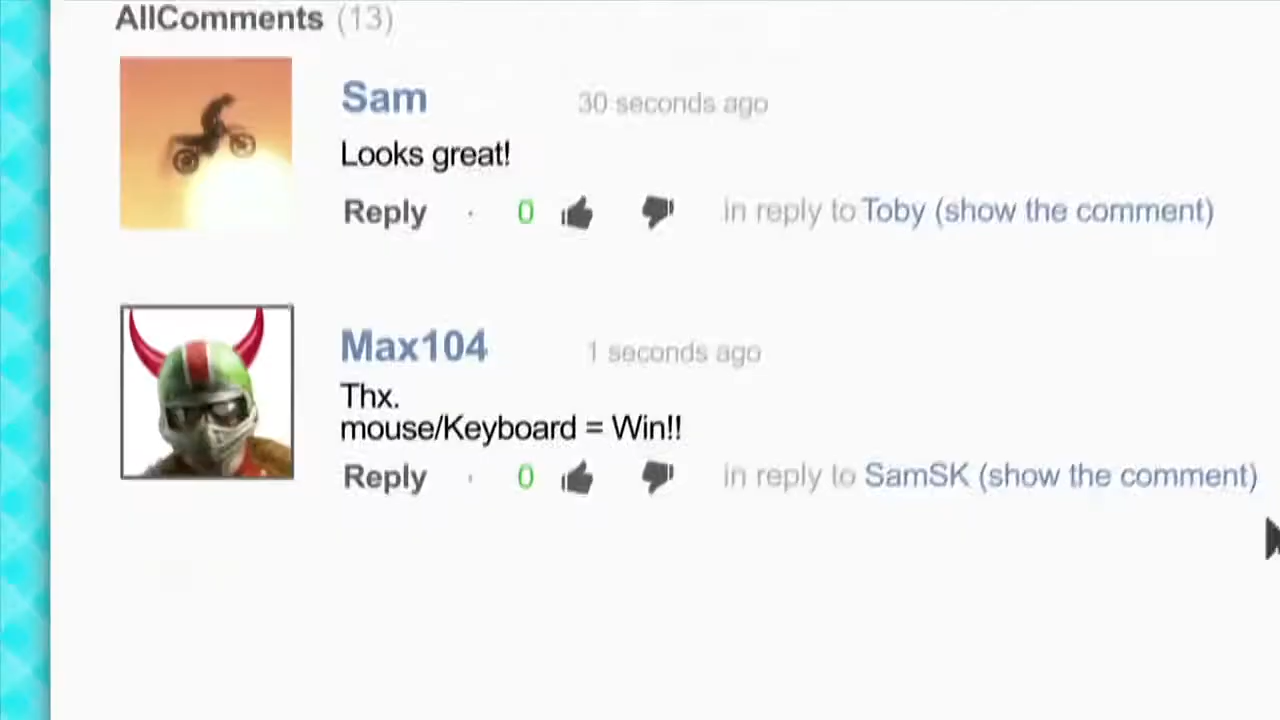 AllComments (13)
Sam 30 seconds ago
Looks great!
Reply · 0 in reply to Toby (show the comment)
Max104 1 seconds ago
Thx.
mouse/Keyboard = Win!!
Reply · 0 in reply to SamSK (show the comment)